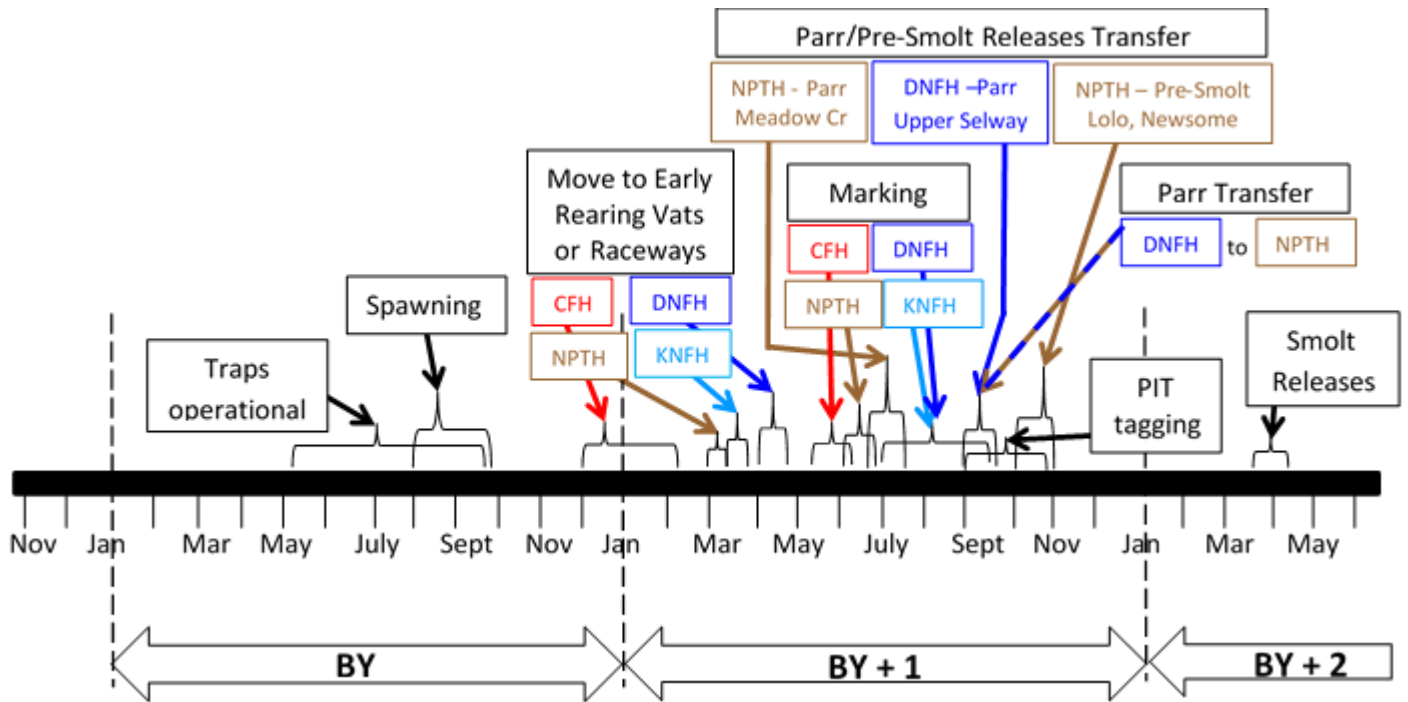 Parr/Pre-Smolt Releases Transfer
NPTH - Parr
Meadow Cr
DNFH –Parr
Upper Selway
NPTH – Pre-Smolt
Lolo, Newsome
Move to Early
Rearing Vats
or Raceways
Marking
Parr Transfer
CFH
DNFH
DNFH
to
NPTH
Spawning
CFH
DNFH
NPTH
KNFH
NPTH
KNFH
Traps
operational
PIT
tagging
Smolt
Releases
Nov
Jan
Mar
May
July
Sept
Nov
Jan
Mar
May
July
Sept
Nov
Jan
Mar
May
BY
BY + 1
BY + 2